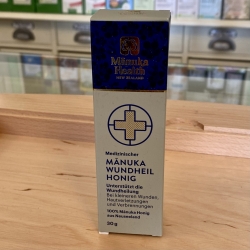 Mānuka
Health
NEW ZEALAND
Medizinischer
MĀNUKA
WUNDHEIL
HONIG
Unterstützt die
Wundheilung
Bei kleineren Wunden,
Hautverletzungen
und Verbrennungen
100% Mānuka Honig
aus Neuseeland
30 g